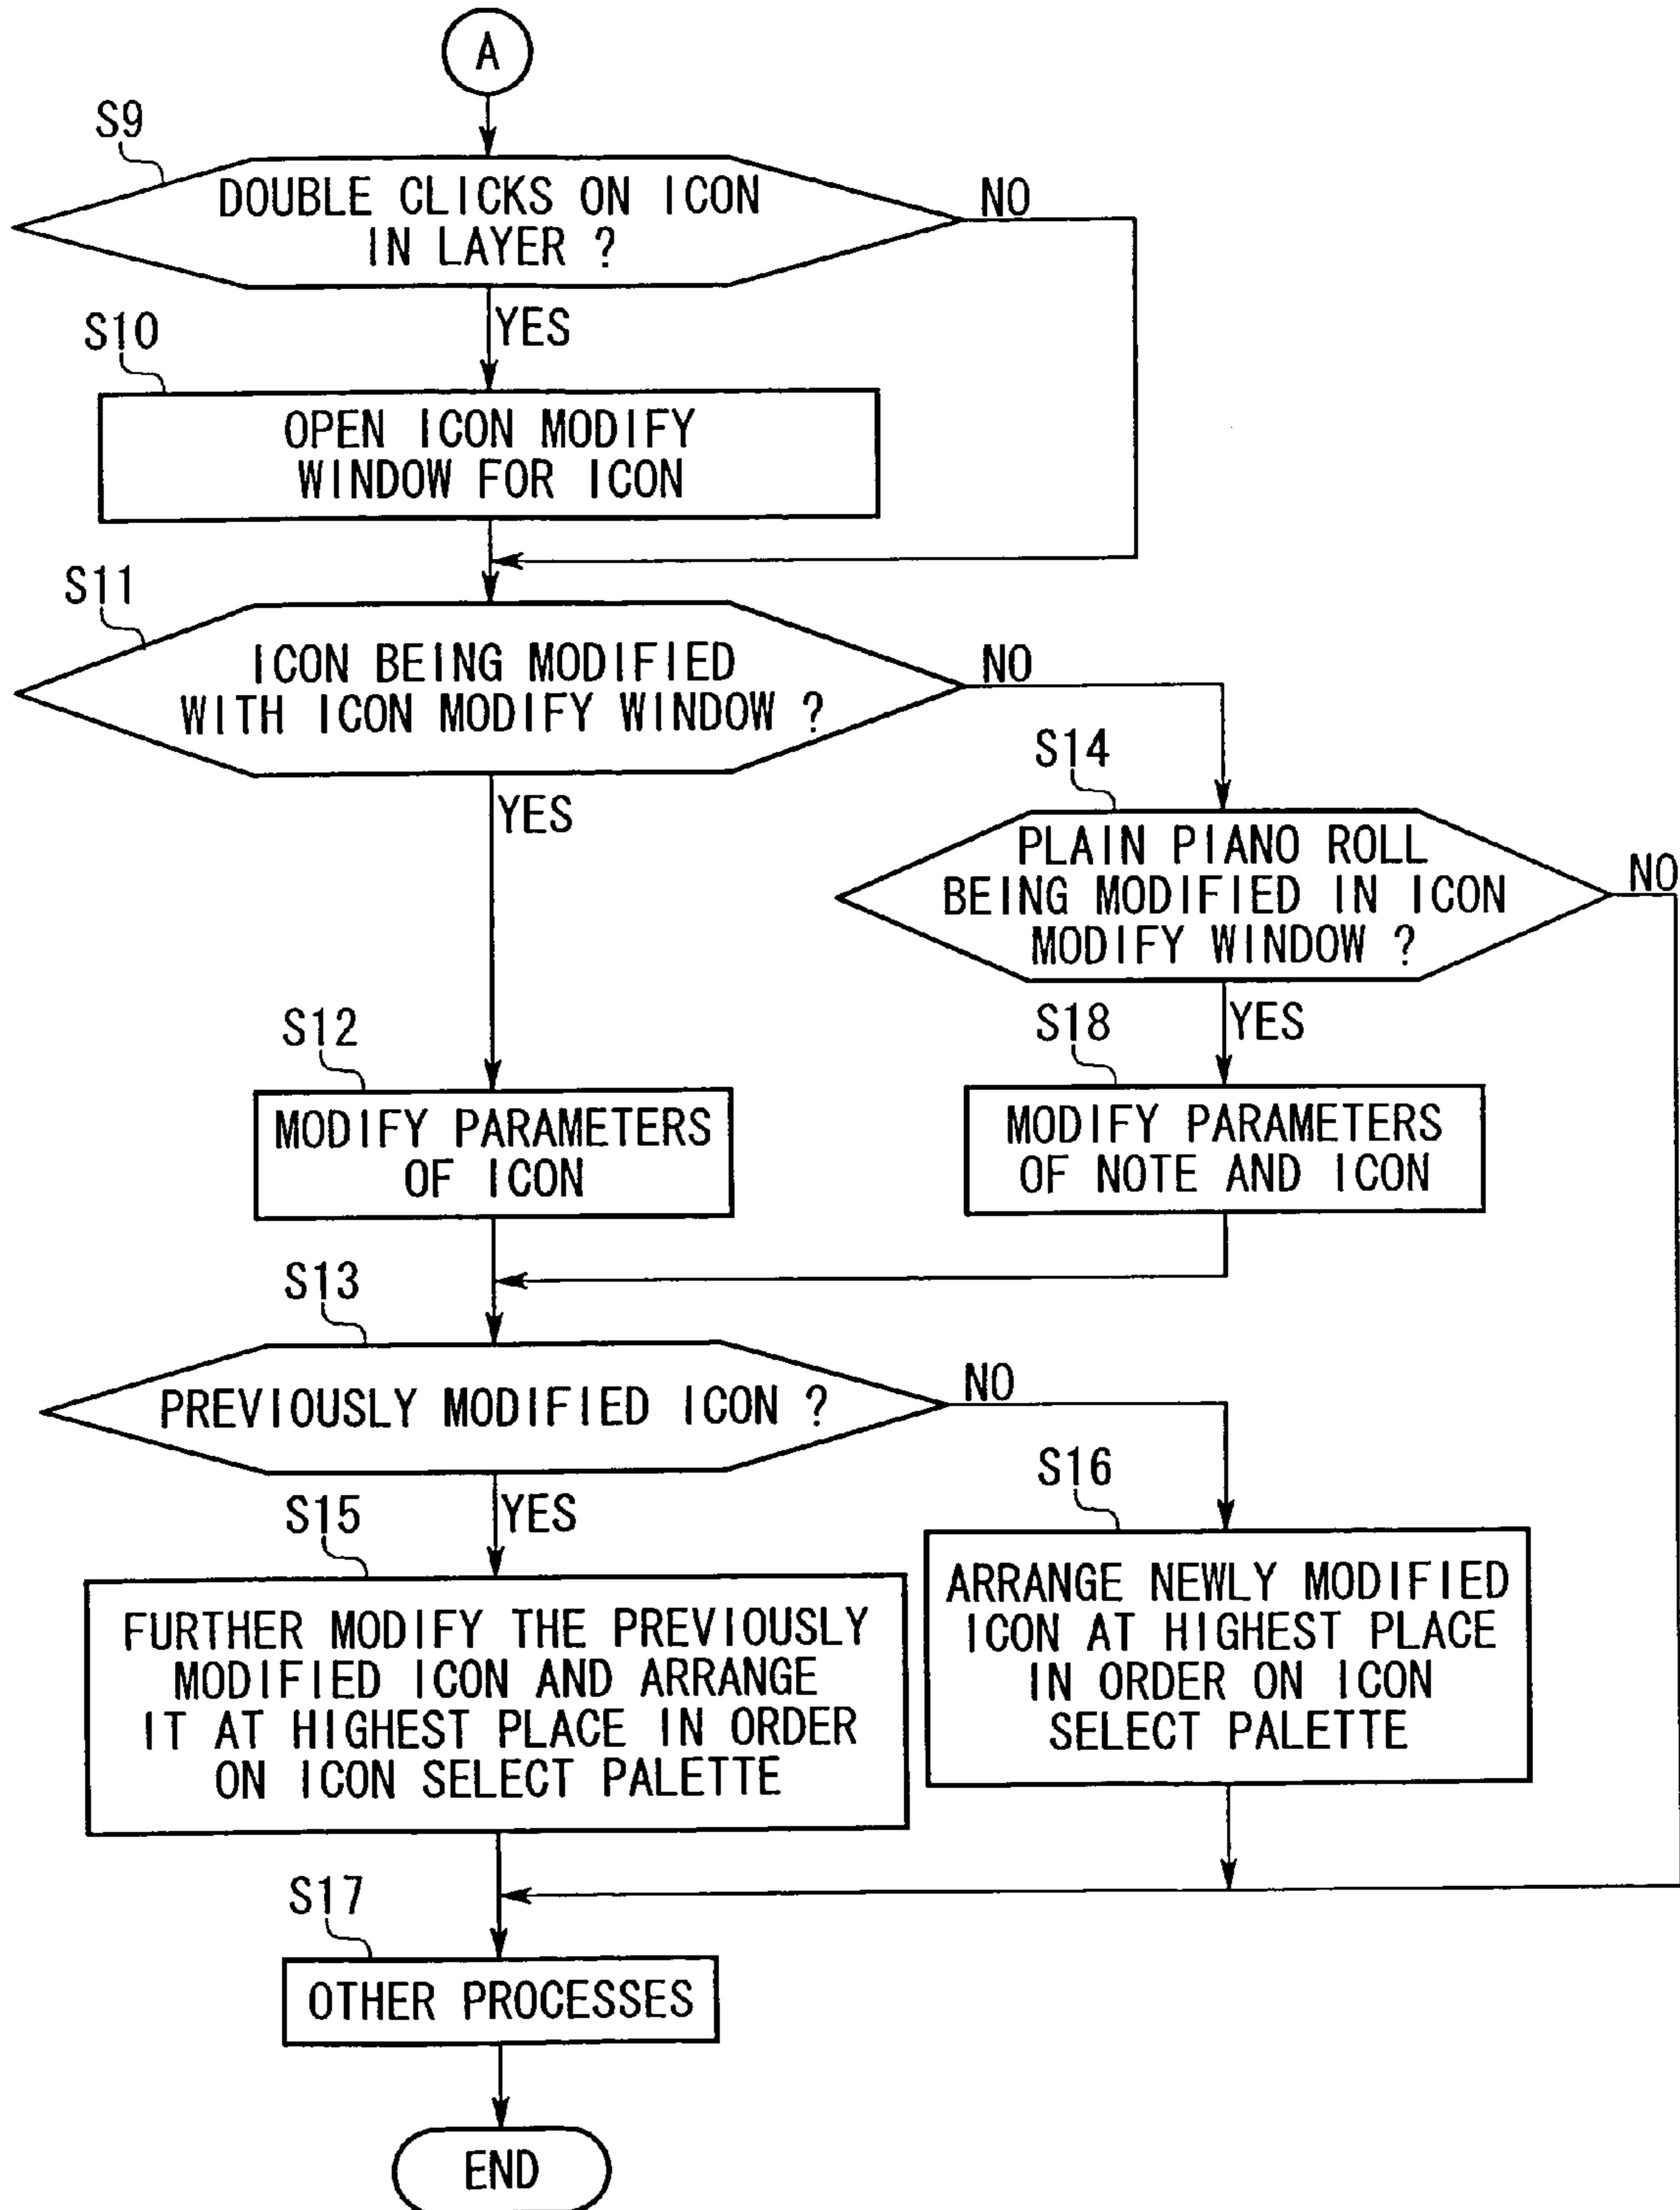 A
S9
DOUBLE CLICKS ON ICON
IN LAYER ?
NO
YES
S10
OPEN ICON MODIFY
WINDOW FOR ICON
S11
ICON BEING MODIFIED
WITH ICON MODIFY WINDOW ?
NO
YES
S14
PLAIN PIANO ROLL
BEING MODIFIED IN ICON
MODIFY WINDOW ?
NO
YES
S12
MODIFY PARAMETERS
OF ICON
S18
MODIFY PARAMETERS
OF NOTE AND ICON
S13
PREVIOUSLY MODIFIED ICON ?
NO
YES
S15
FURTHER MODIFY THE PREVIOUSLY
MODIFIED ICON AND ARRANGE
IT AT HIGHEST PLACE IN ORDER
ON ICON SELECT PALETTE
S16
ARRANGE NEWLY MODIFIED
ICON AT HIGHEST PLACE
IN ORDER ON ICON
SELECT PALETTE
S17
OTHER PROCESSES
END